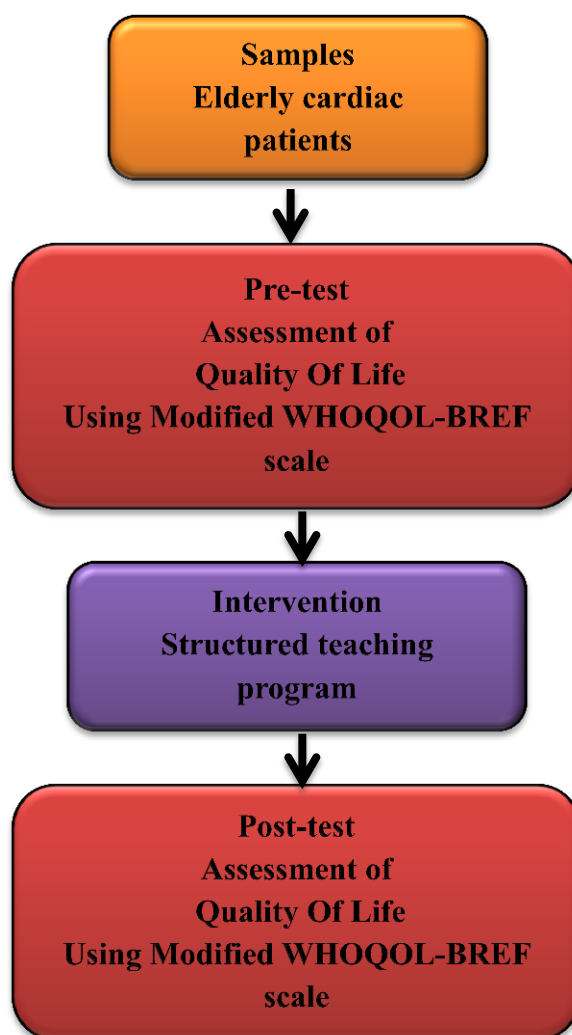 Samples
Elderly cardiac
patients
Pre-test
Assessment of
Quality Of Life
Using Modified WHOQOL-BREF
scale
Intervention
Structured teaching
program
Post-test
Assessment of
Quality Of Life
Using Modified WHOQOL-BREF
scale